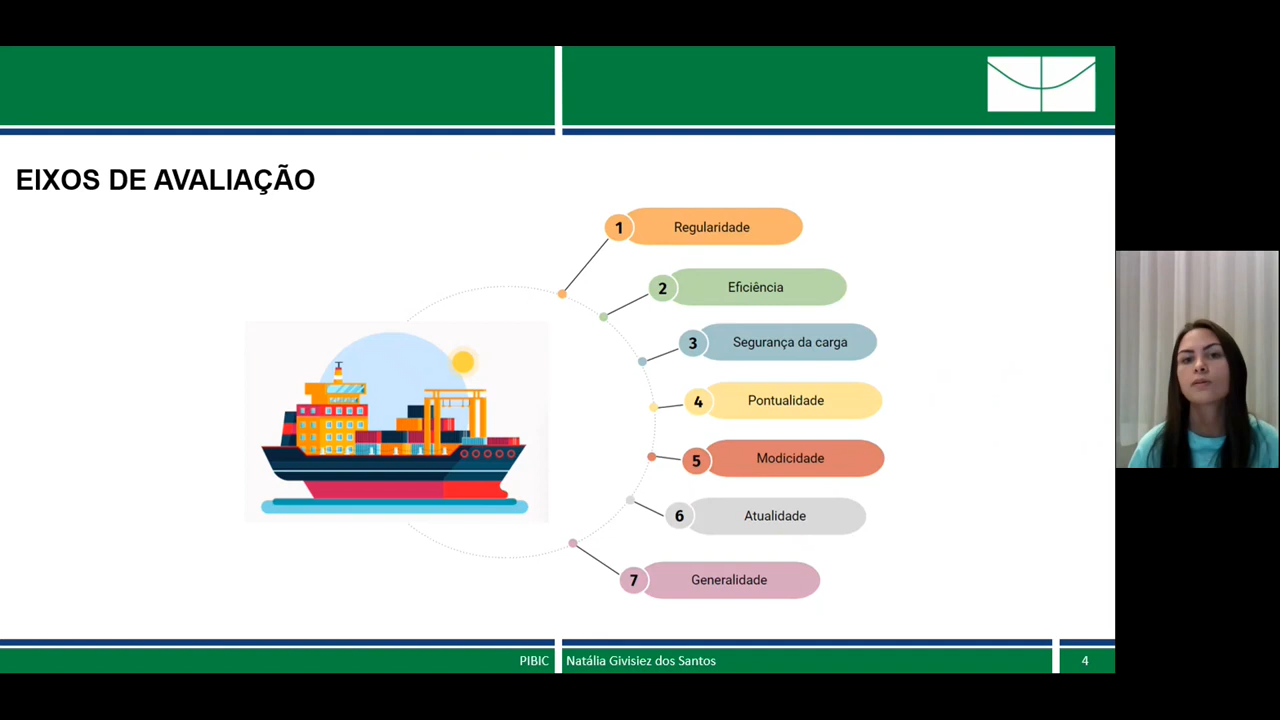 EIXOS DE AVALIAÇÃO
1 Regularidade
2 Eficiência
3 Segurança da carga
4 Pontualidade
5 Modicidade
6 Atualidade
7 Generalidade
PIBIC Natália Givisiez dos Santos 4